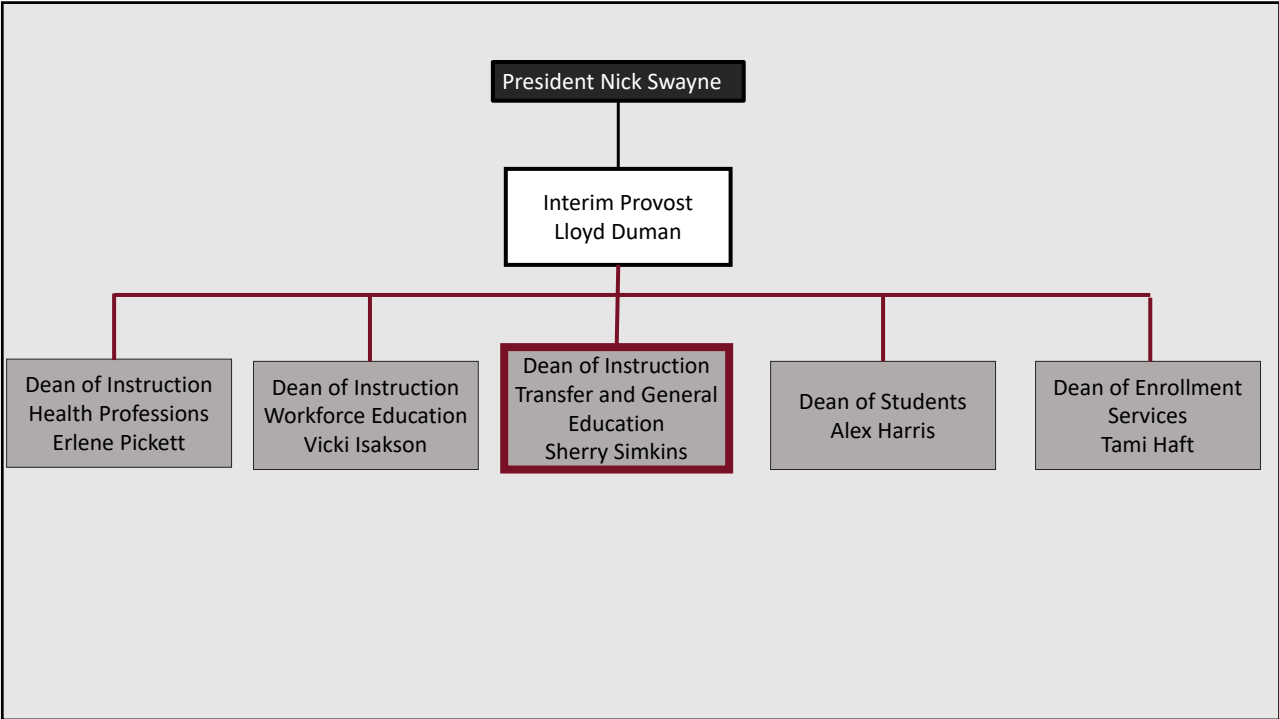 President Nick Swayne
Interim Provost
Lloyd Duman
Dean of Instruction
Health Professions
Erlene Pickett
Dean of Instruction
Workforce Education
Vicki Isakson
Dean of Instruction
Transfer and General
Education
Sherry Simkins
Dean of Students
Alex Harris
Dean of Enrollment
Services
Tami Haft